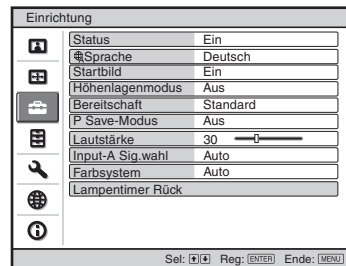 Einrichtung
Status Ein
Sprache Deutsch
Startbild Ein
Höhenlagenmodus Aus
Bereitschaft Standard
P Save-Modus Aus
Lautstärke 30
Input-A Sig.wahl Auto
Farbsystem Auto
Lampentimer Rück
Sel: Reg: ENTER Ende: MENU